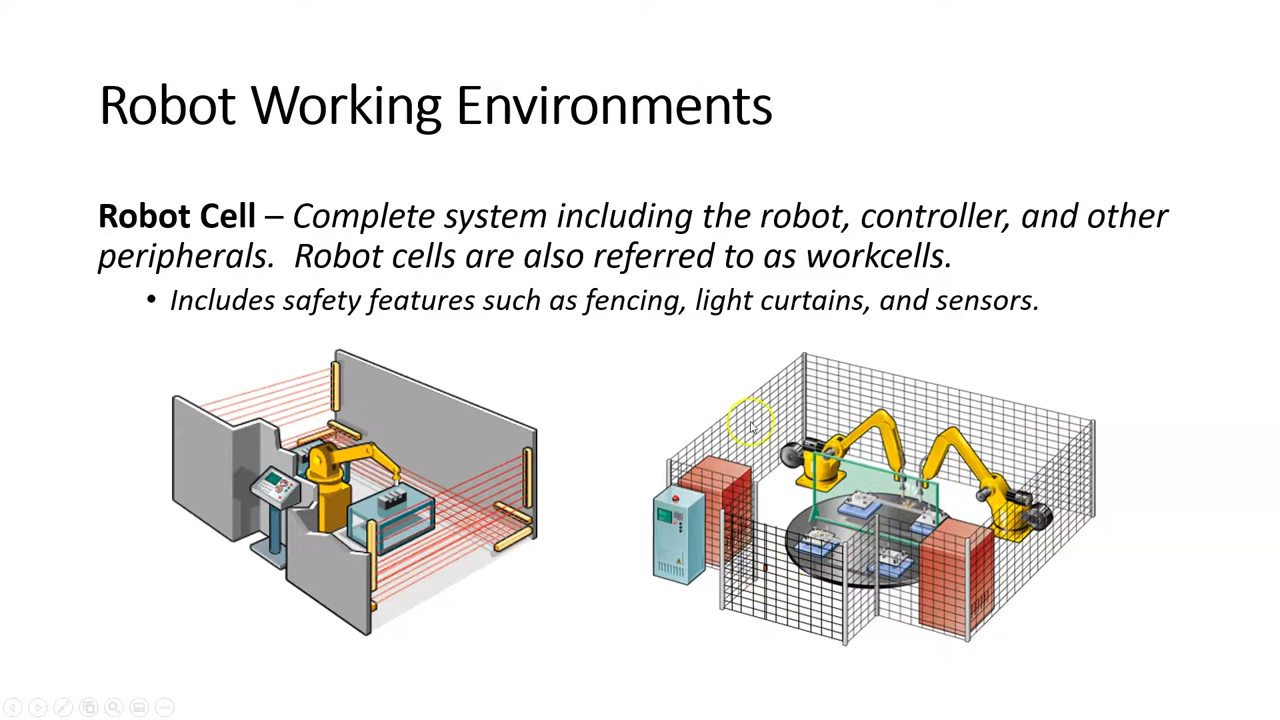 Robot Working Environments
Robot Cell – Complete system including the robot, controller, and other
peripherals.  Robot cells are also referred to as workcells.
• Includes safety features such as fencing, light curtains, and sensors.